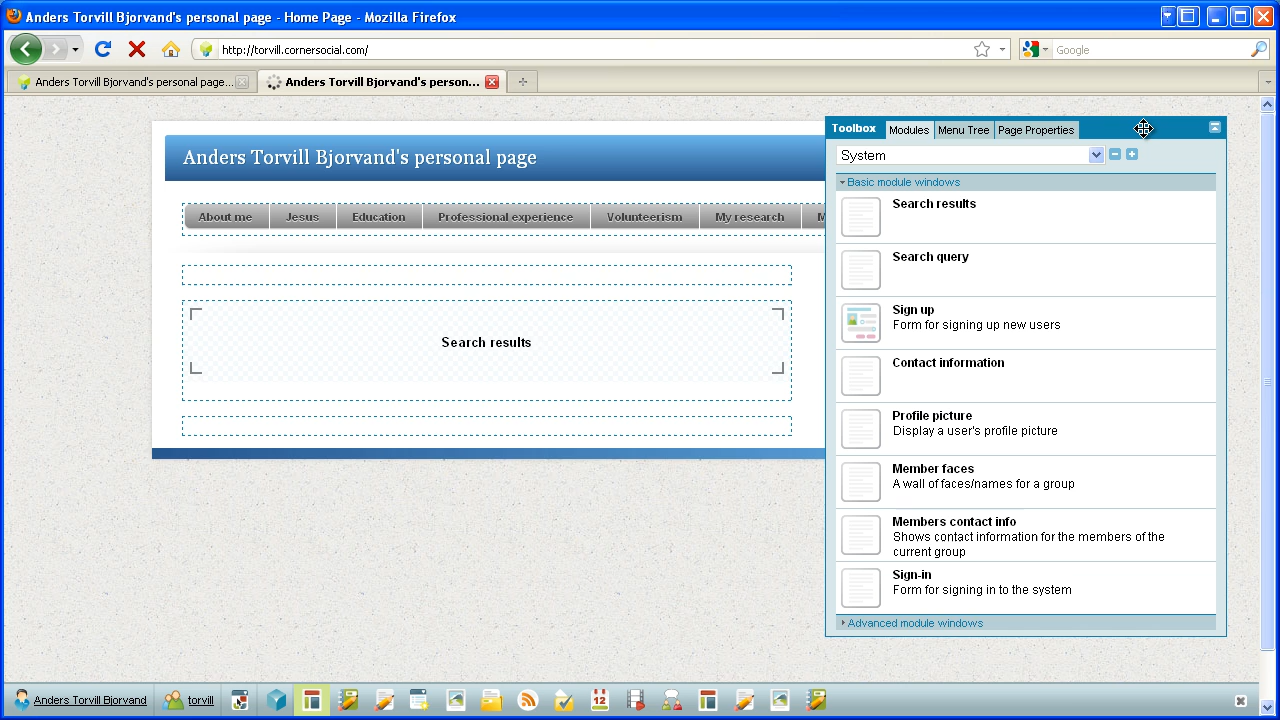 Anders Torvill Bjorvand's personal page - Home Page - Mozilla Firefox
http://torvill.cornersocial.com/
Google
Anders Torvill Bjorvand's personal page...
Anders Torvill Bjorvand's person...
Anders Torvill Bjorvand's personal page
About me
Jesus
Education
Professional experience
Volunteerism
My research
M
Search results
Toolbox
Modules
Menu Tree
Page Properties
System
Basic module windows
Search results
Search query
Sign up
Form for signing up new users
Contact information
Profile picture
Display a user's profile picture
Member faces
A wall of faces/names for a group
Members contact info
Shows contact information for the members of the
current group
Sign-in
Form for signing in to the system
Advanced module windows
Anders Torvill Bjorvand
torvill
12